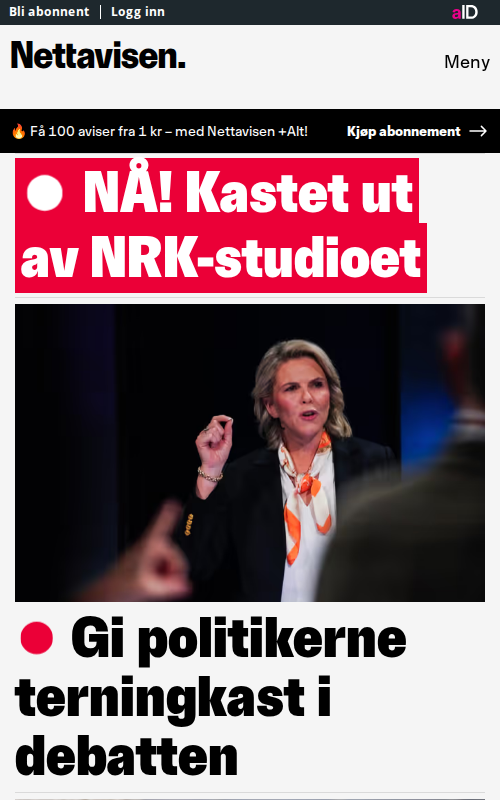 Bli abonnent | Logg inn
aID
Nettavisen.
Meny
🔥 Få 100 aviser fra 1 kr – med Nettavisen +Alt!
Kjøp abonnement
NÅ! Kastet ut
av NRK-studioet
Gi politikerne
terningkast i
debatten